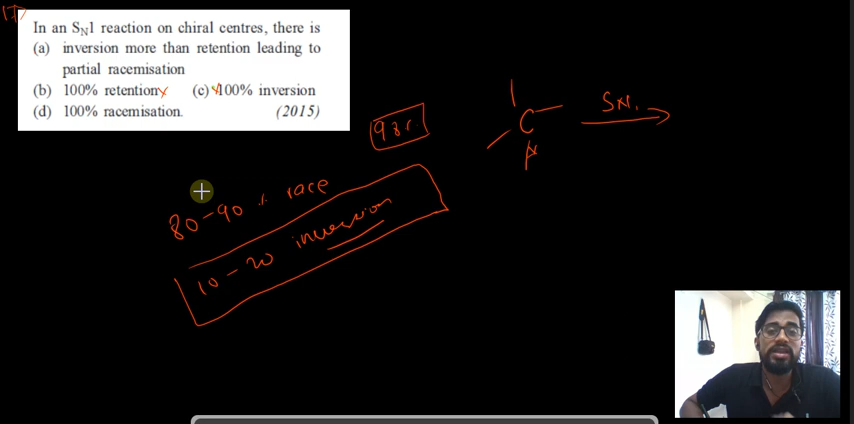 17
In an SN1 reaction on chiral centres, there is
(a) inversion more than retention leading to
partial racemisation
(b) 100% retention (c) 100% inversion
(d) 100% racemisation. (2015)
C
SN1
98%
80-90 % race
10-20 inversion